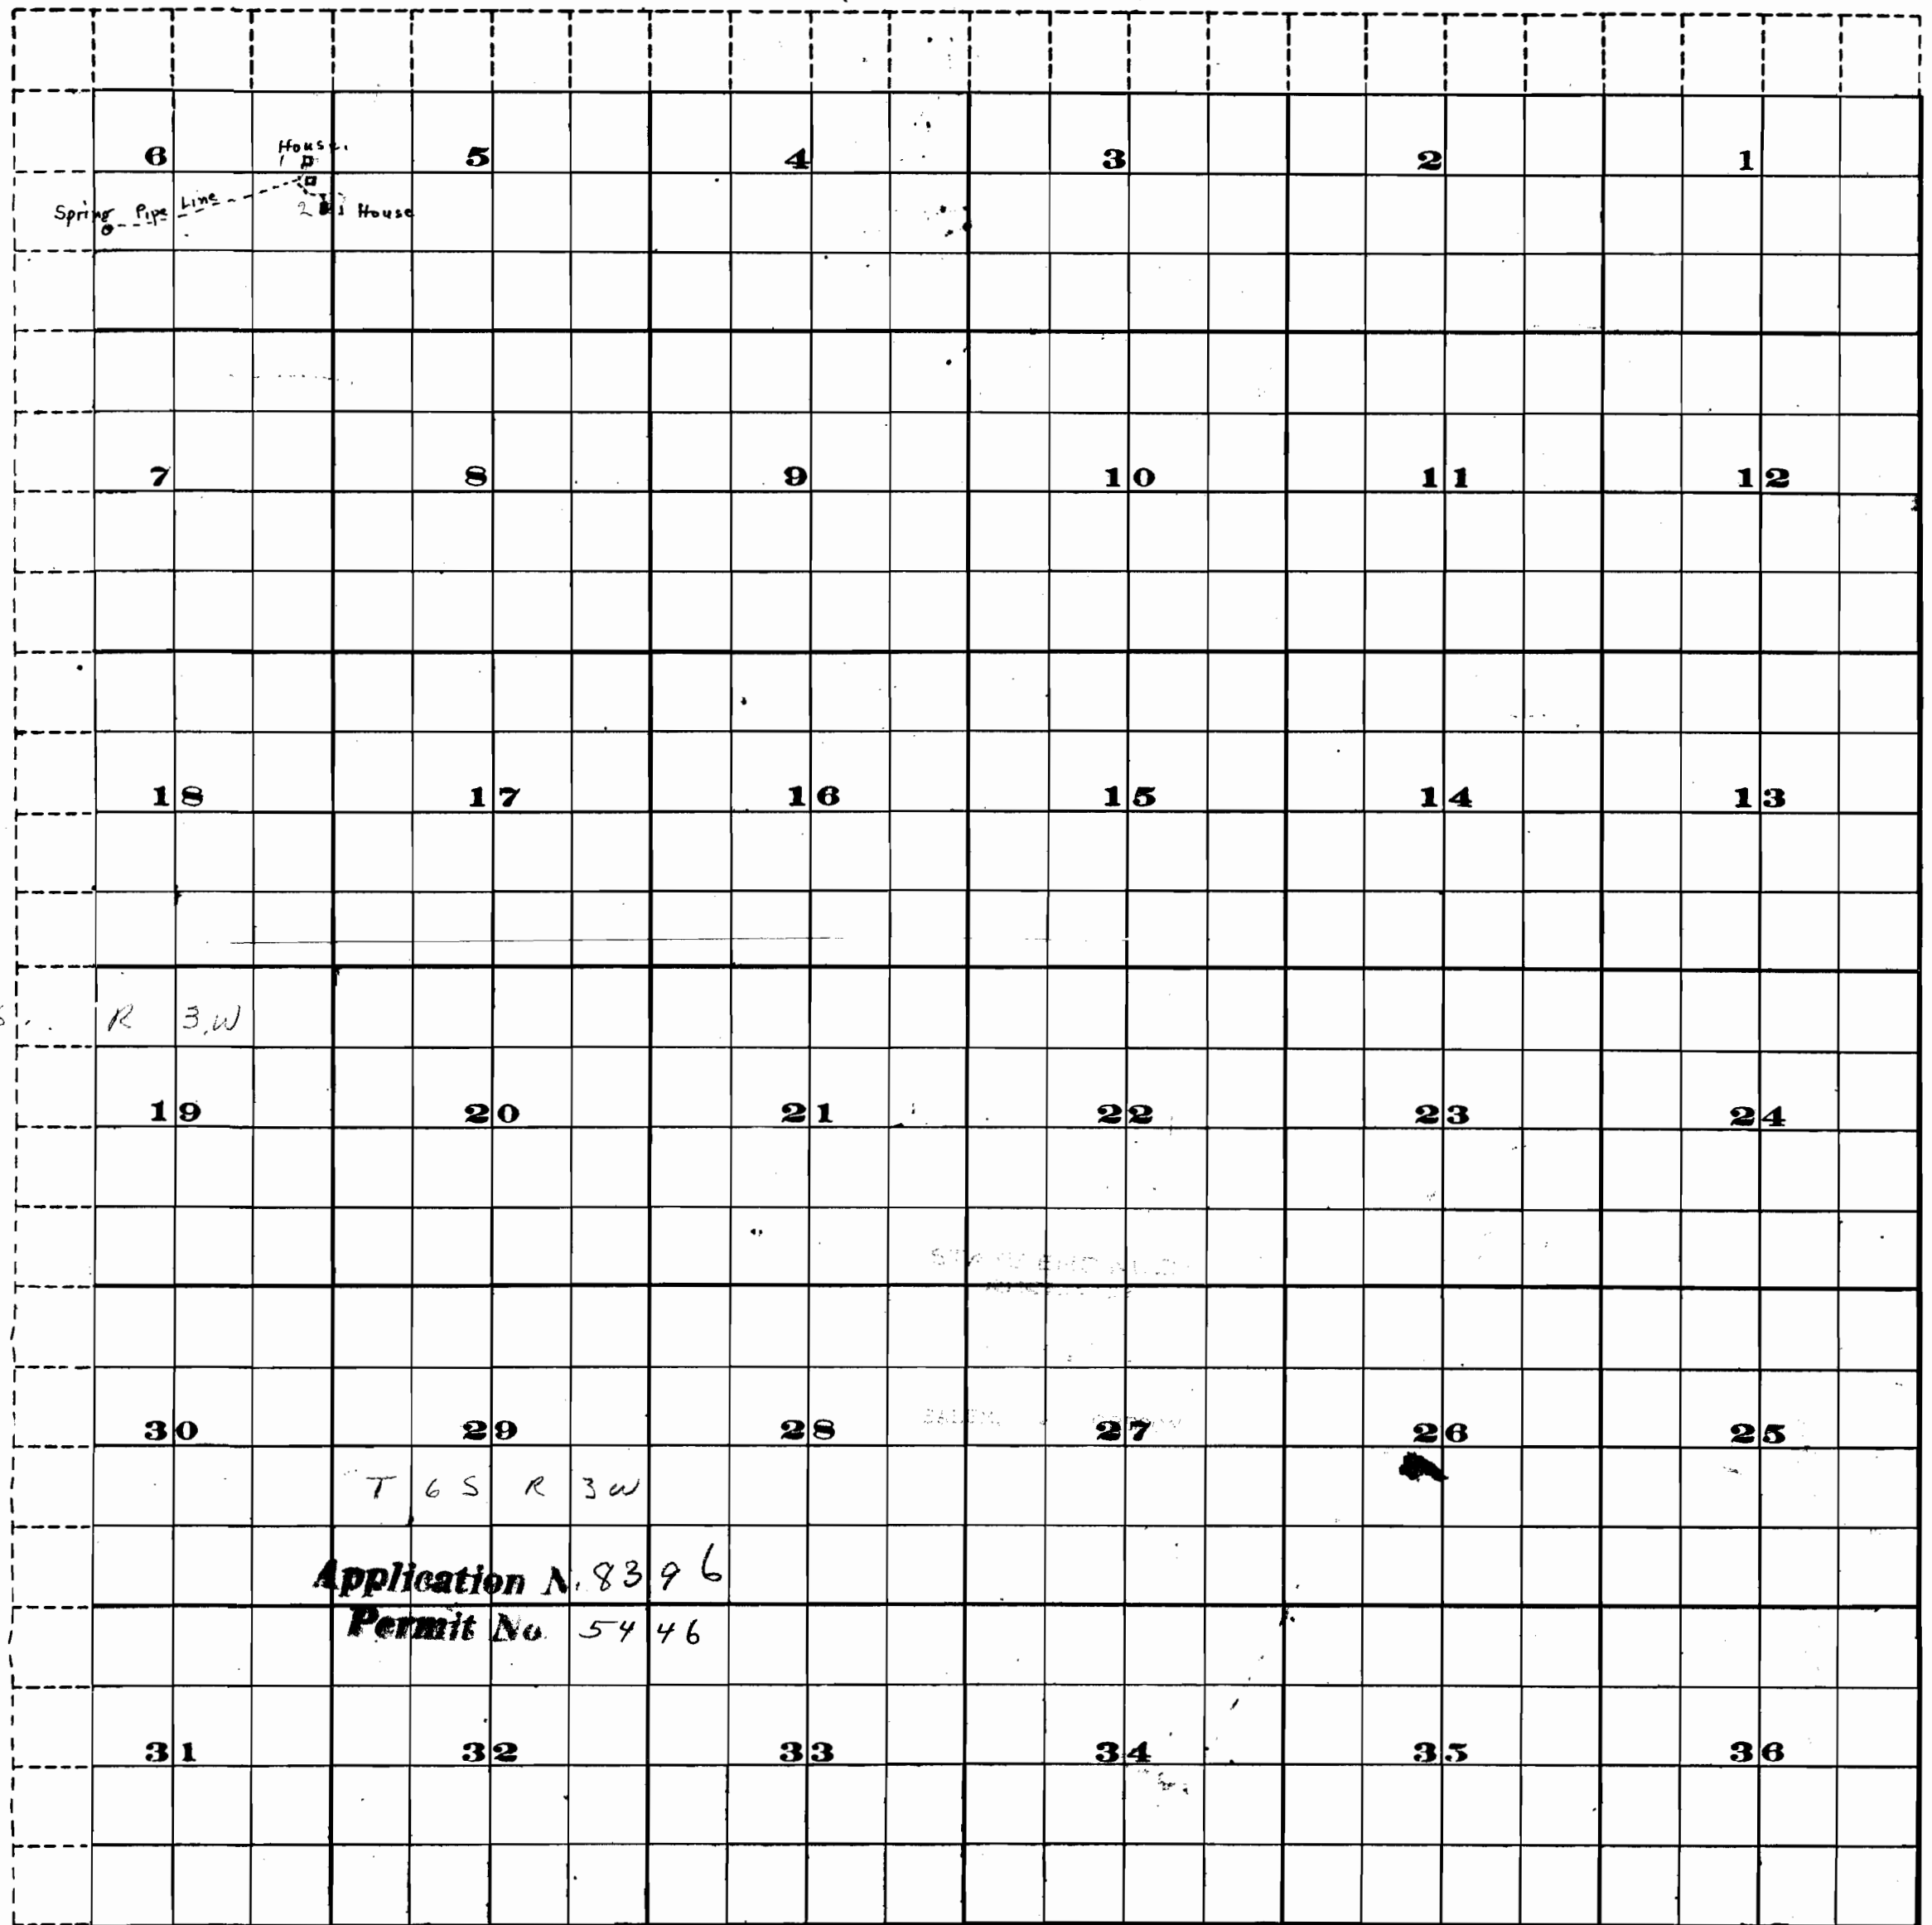 House.
1
6 5 4 3 2 1
Spring Pipe Line
2 House
7 8 9 10 11 12
18 17 16 15 14 13
R 3.W
19 20 21 22 23 24
30 29 28 27 26 25
T 6 S R 3 W
Application N. 8396
Permit No 5446
31 32 33 34 35 36